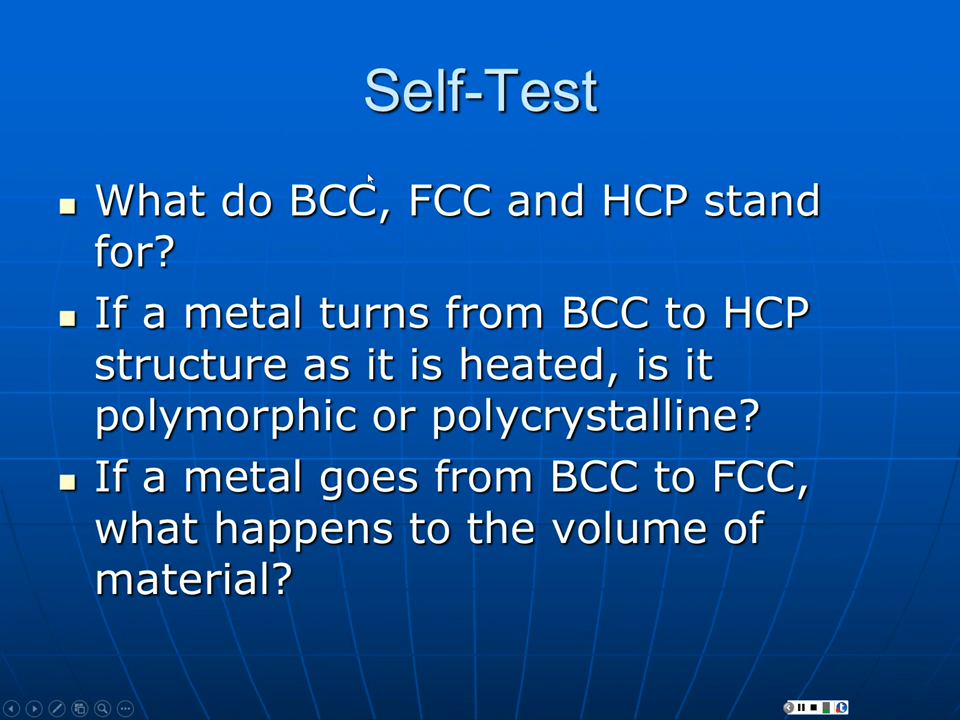 Self-Test
What do BCC, FCC and HCP stand
for?
If a metal turns from BCC to HCP
structure as it is heated, is it
polymorphic or polycrystalline?
If a metal goes from BCC to FCC,
what happens to the volume of
material?